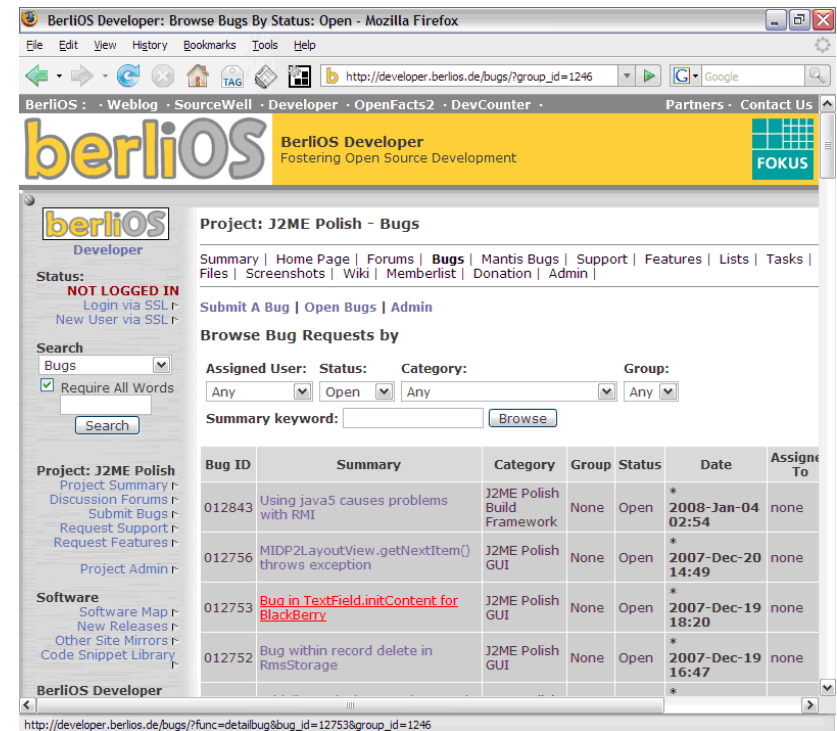 BerliOS Developer: Browse Bugs By Status: Open - Mozilla Firefox
File Edit View History Bookmarks Tools Help
TAG http://developer.berlios.de/bugs/?group_id=1246 G Google
BerliOS : · Weblog · SourceWell · Developer · OpenFacts2 · DevCounter · Partners · Contact Us
berliOS
BerliOS Developer
Fostering Open Source Development
FOKUS
berliOS
Developer
Status:
NOT LOGGED IN
Login via SSL
New User via SSL
Search
Bugs
Require All Words
Search
Project: J2ME Polish
Project Summary
Discussion Forums
Submit Bugs
Request Support
Request Features
Project Admin
Software
Software Map
New Releases
Other Site Mirrors
Code Snippet Library
BerliOS Developer
Project: J2ME Polish - Bugs
Summary | Home Page | Forums | Bugs | Mantis Bugs | Support | Features | Lists | Tasks |
Files | Screenshots | Wiki | Memberlist | Donation | Admin |
Submit A Bug | Open Bugs | Admin
Browse Bug Requests by
Assigned User: Status: Category: Group:
Any Open Any Any
Summary keyword: Browse
Bug ID Summary Category Group Status Date Assigne
To
012843 Using java5 causes problems with RMI J2ME Polish Build Framework None Open * 2008-Jan-04 02:54 none
012756 MIDP2LayoutView.getNextItem() throws exception J2ME Polish GUI None Open * 2007-Dec-20 14:49 none
012753 Bug in TextField.initContent for BlackBerry J2ME Polish GUI None Open * 2007-Dec-19 18:20 none
012752 Bug within record delete in RmsStorage J2ME Polish GUI None Open * 2007-Dec-19 16:47 none
*
http://developer.berlios.de/bugs/?func=detailbug&bug_id=12753&group_id=1246